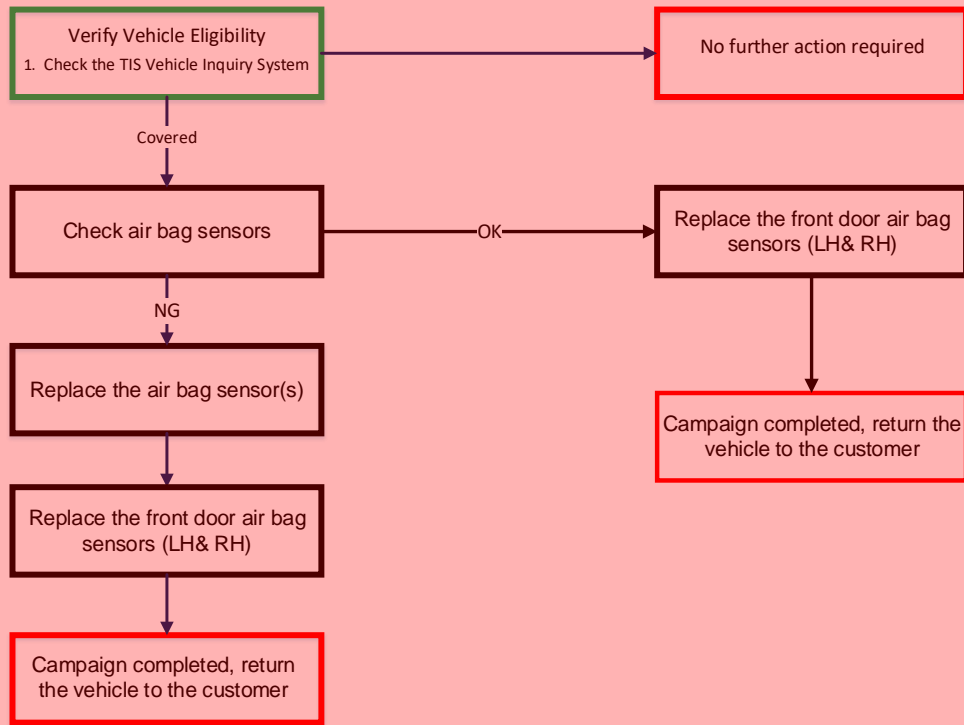 Verify Vehicle Eligibility
1. Check the TIS Vehicle Inquiry System
No further action required
Covered
Check air bag sensors
OK
Replace the front door air bag
sensors (LH& RH)
NG
Replace the air bag sensor(s)
Campaign completed, return the
vehicle to the customer
Replace the front door air bag
sensors (LH& RH)
Campaign completed, return
the vehicle to the customer